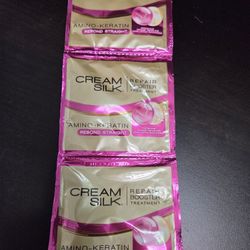 AMINO-KERATIN
REBOND STRAIGHT
CREAM
SILK
REPAIR
BOOSTER
TREATMENT
AMINO-KERATIN
REBOND STRAIGHT
CREAM
SILK
REPAIR
BOOSTER
TREATMENT
AMINO-KERATIN